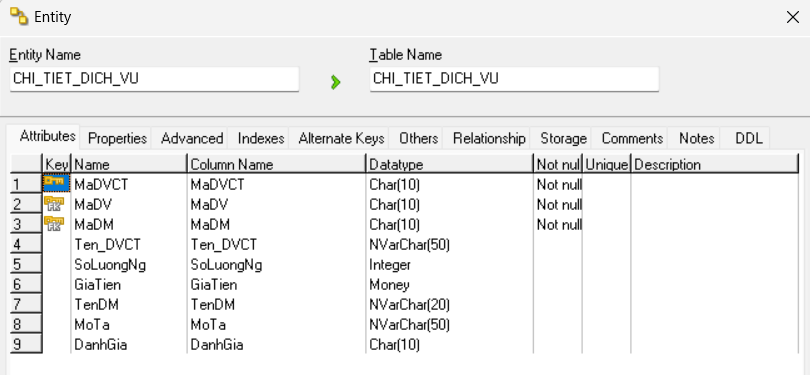 Entity
Entity Name Table Name
CHI_TIET_DICH_VU CHI_TIET_DICH_VU
Attributes Properties Advanced Indexes Alternate Keys Others Relationship Storage Comments Notes DDL
Key Name Column Name Datatype Not nul Unique Description
1 MaDVCT MaDVCT Char(10) Not null
2 FK MaDV MaDV Char(10) Not null
3 FK MaDM MaDM Char(10) Not null
4 Ten_DVCT Ten_DVCT NVarChar(50)
5 SoLuongNg SoLuongNg Integer
6 GiaTien GiaTien Money
7 TenDM TenDM NVarChar(20)
8 MoTa MoTa NVarChar(50)
9 DanhGia DanhGia Char(10)